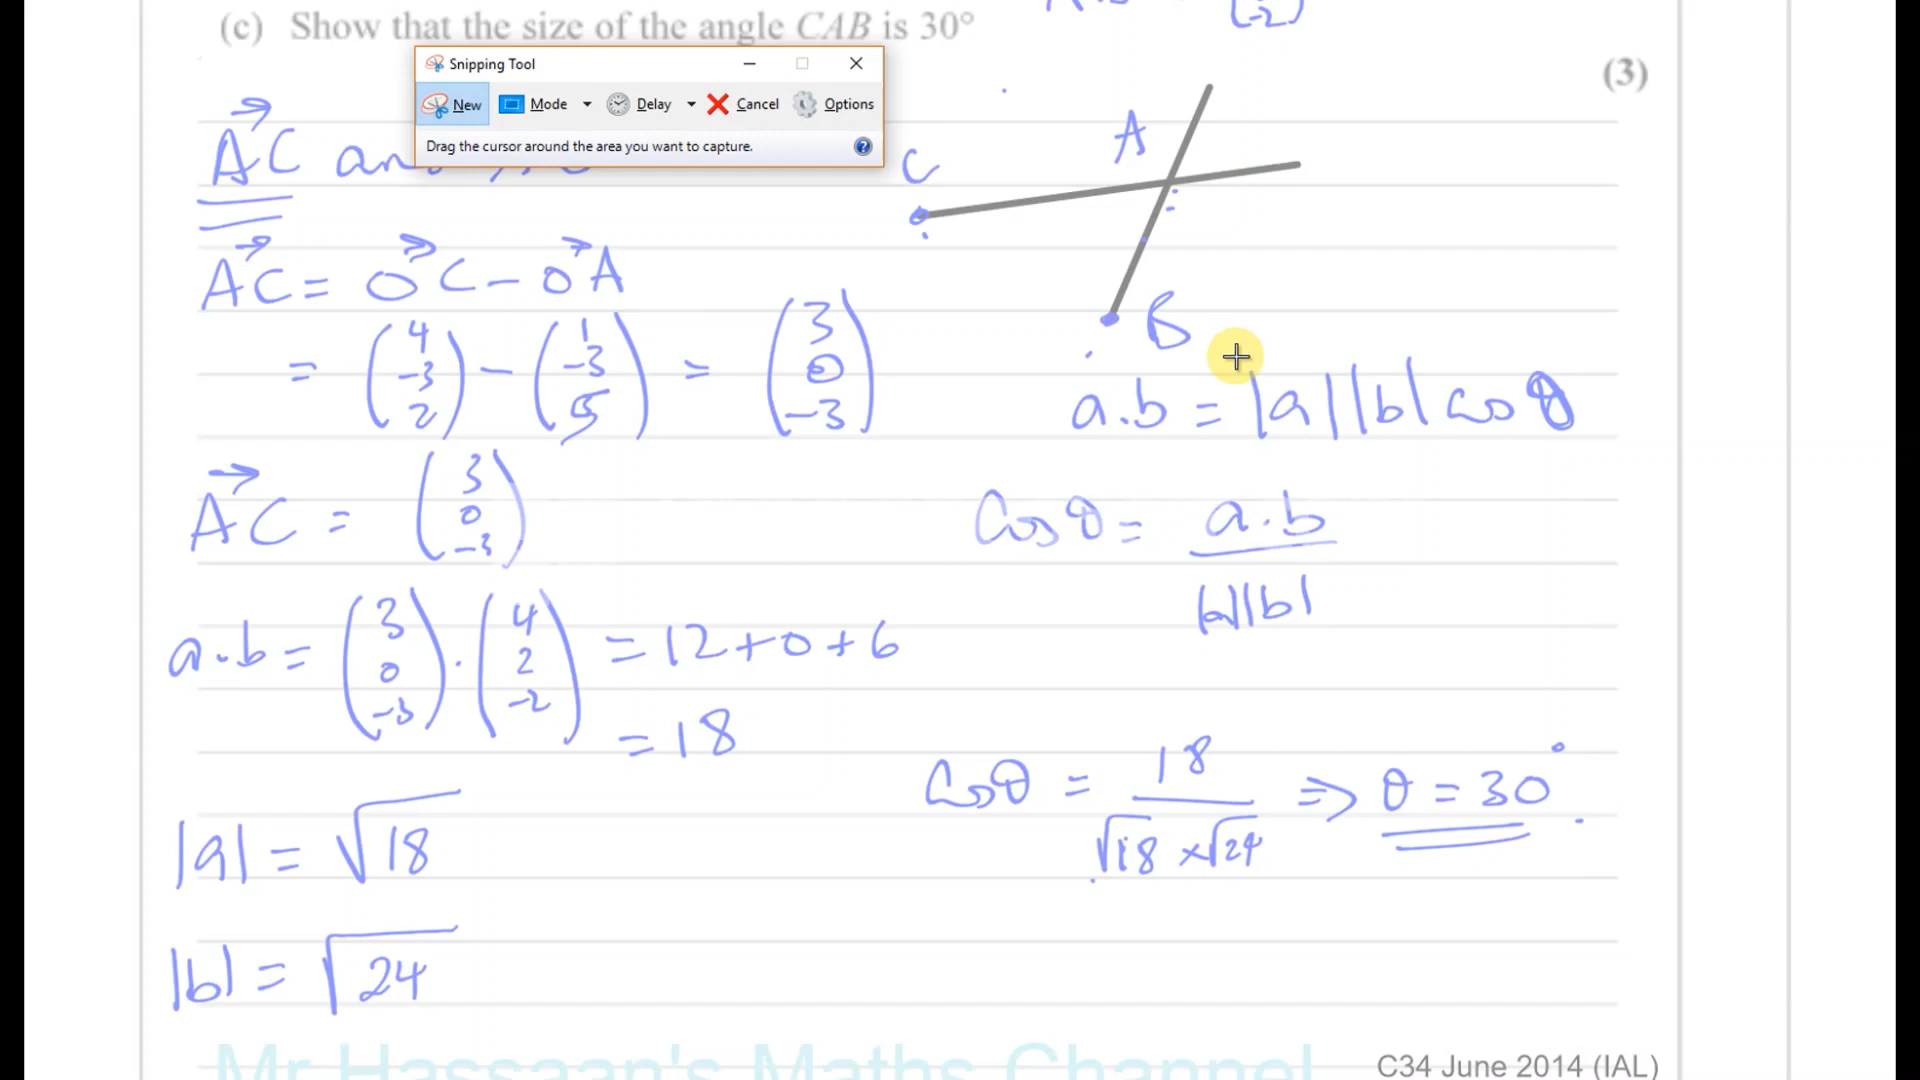 (c) Show that the size of the angle CAB is 30°
(-2)
(3)
Snipping Tool
New Mode Delay Cancel Options
Drag the cursor around the area you want to capture.
AC
C
A
B
AC = OC - OA
= (4 -3 2) - (1 -3 5) = (3 0 -3)
a.b = |a||b| cos θ
AC = (3 0 -3)
Cos θ = a.b / |a||b|
a.b = (3 0 -3) . (4 2 -2) = 12 + 0 + 6
= 18
Cos θ = 18 / √18 × √24 => θ = 30°
|a| = √18
|b| = √24
Mr Hassaan's Maths Channel
C34 June 2014 (IAL)